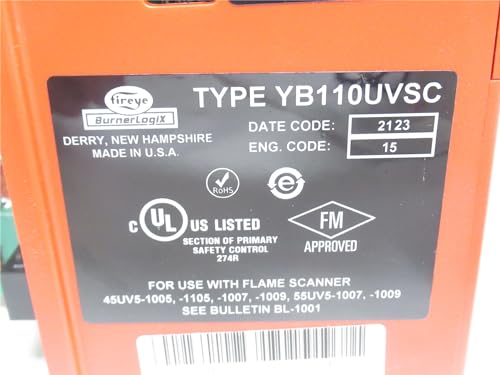 fireye
BurnerLogiX
TYPE YB110UVSC
DERRY, NEW HAMPSHIRE
MADE IN U.S.A.
DATE CODE: 2123
ENG. CODE: 15
RoHS
e
C UL US LISTED
SECTION OF PRIMARY
SAFETY CONTROL
274R
FM
APPROVED
FOR USE WITH FLAME SCANNER
45UV5-1005, -1105, -1007, -1009, 55UV5-1007, -1009
SEE BULLETIN BL-1001